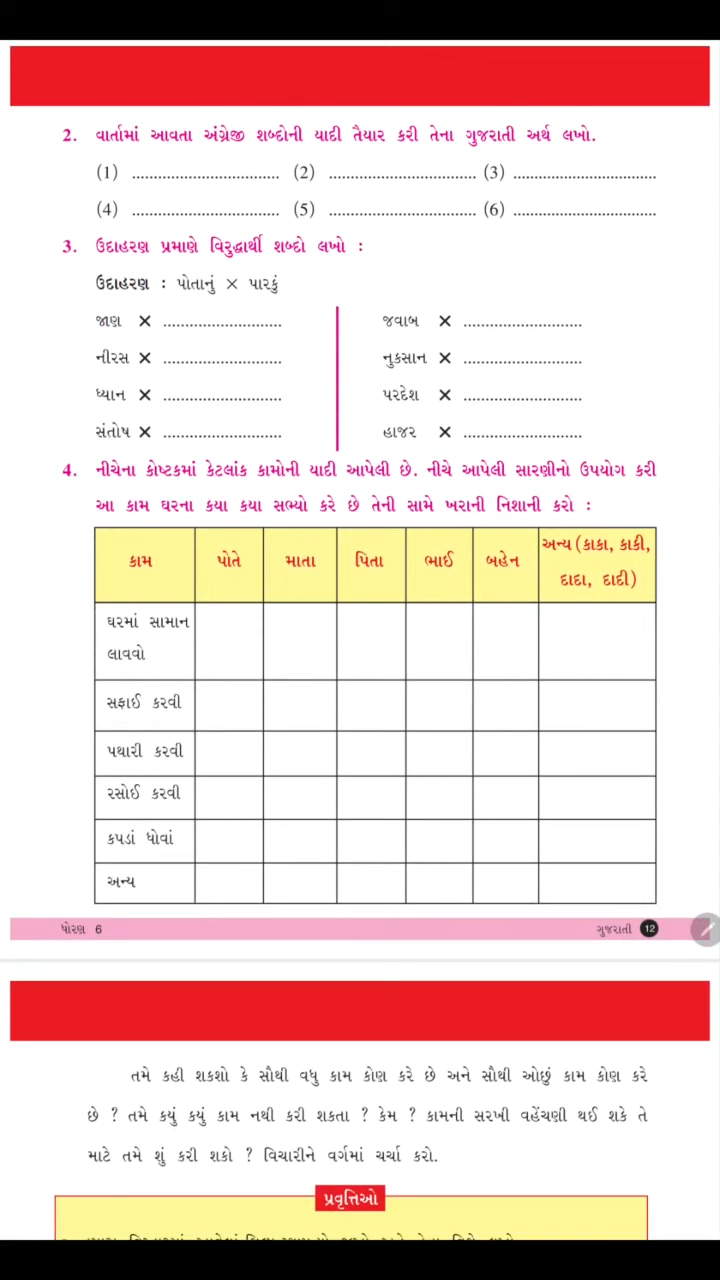 2. વાર્તામાં આવતા અંગ્રેજી શબ્દોની યાદી તૈયાર કરી તેના ગુજરાતી અર્થ લખો.
(1) .................................. (2) .................................. (3) .................................
(4) .................................. (5) .................................. (6) .................................
3. ઉદાહરણ પ્રમાણે વિરુદ્ધાર્થી શબ્દો લખો :
ઉદાહરણ : પોતાનું × પારકું
જાણ × ........................... જવાબ × ...........................
નીરસ × ........................... નુકસાન × ...........................
ધ્યાન × ........................... પરદેશ × ...........................
સંતોષ × ........................... હાજર × ...........................
4. નીચેના કોષ્ટકમાં કેટલાંક કામોની યાદી આપેલી છે. નીચે આપેલી સારણીનો ઉપયોગ કરી
આ કામ ઘરના કયા કયા સભ્યો કરે છે તેની સામે ખરાની નિશાની કરો :
કામ પોતે માતા પિતા ભાઈ બહેન અન્ય (કાકા, કાકી,
દાદા, દાદી)
ઘરમાં સામાન
લાવવો
સફાઈ કરવી
પથારી કરવી
રસોઈ કરવી
કપડાં ધોવાં
અન્ય
ધોરણ 6 ગુજરાતી 12
તમે કહી શકશો કે સૌથી વધુ કામ કોણ કરે છે અને સૌથી ઓછું કામ કોણ કરે
છે ? તમે કયું કયું કામ નથી કરી શકતા ? કેમ ? કામની સરખી વહેંચણી થઈ શકે તે
માટે તમે શું કરી શકો ? વિચારીને વર્ગમાં ચર્ચા કરો.
પ્રવૃત્તિઓ